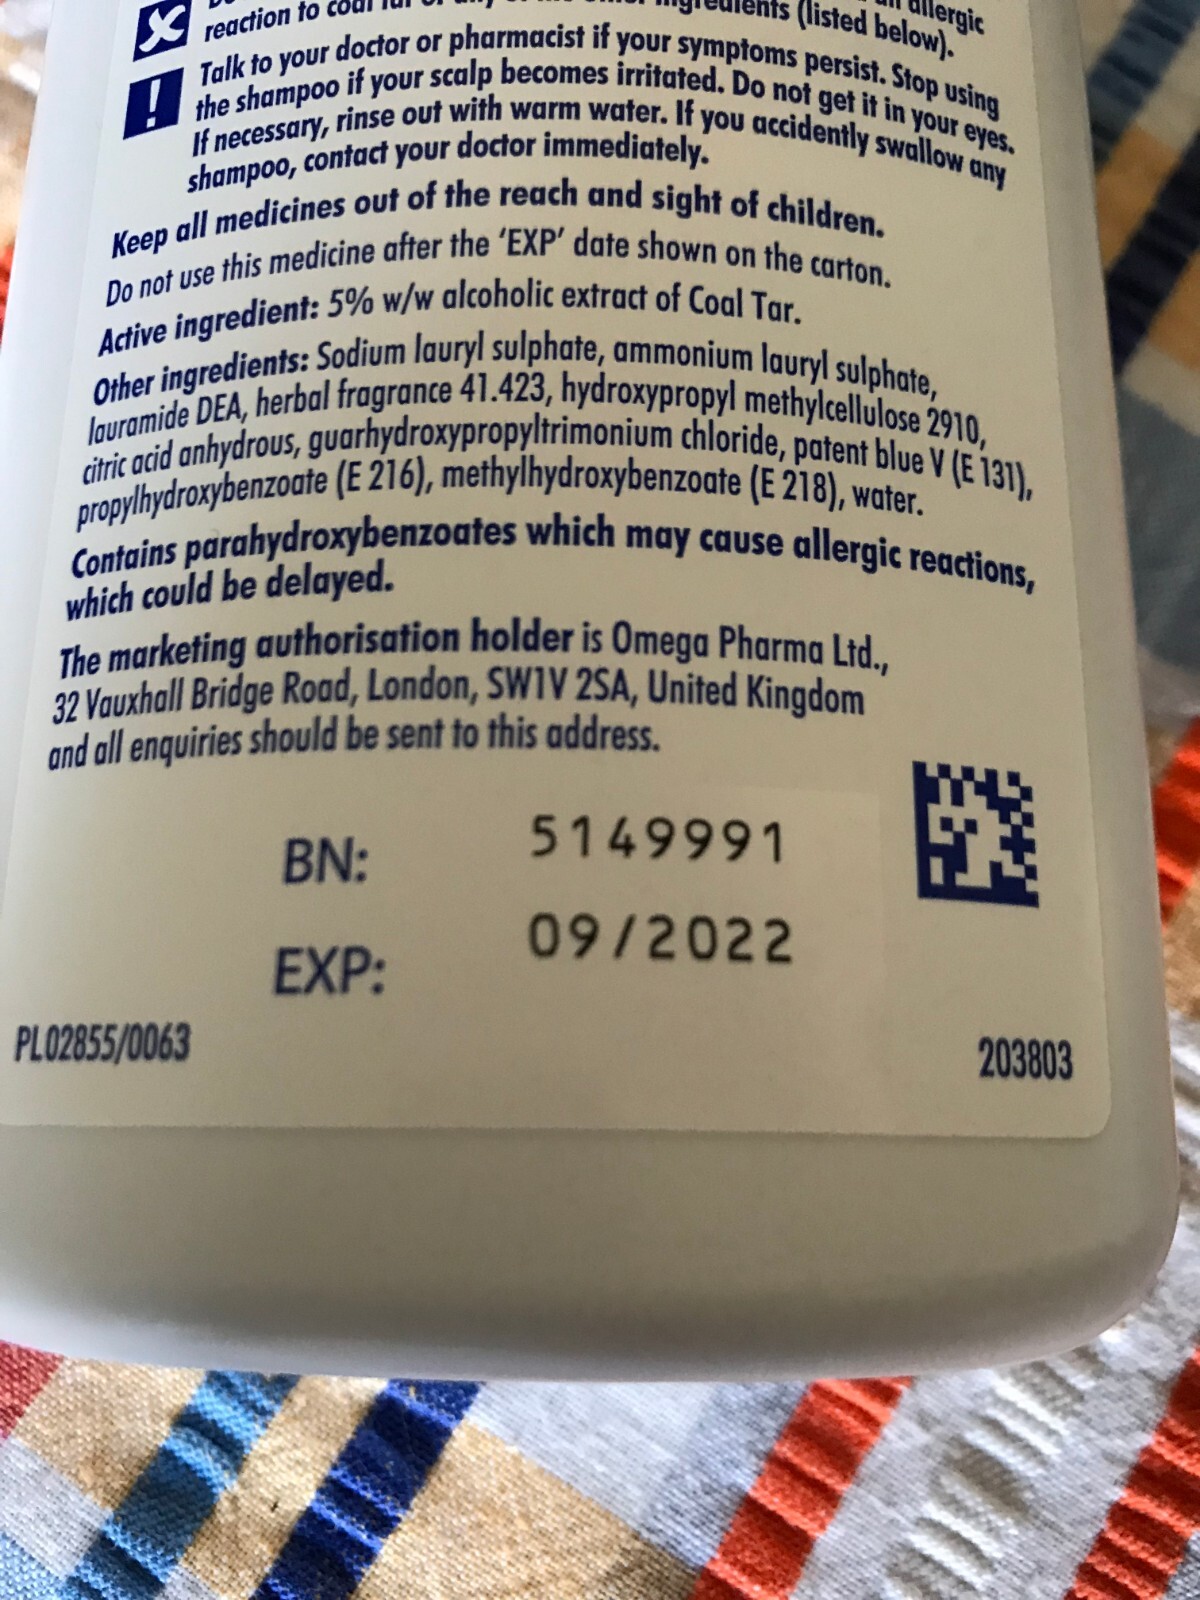 allergic
reaction to coal tar or any of the other ingredients (listed below).
Talk to your doctor or pharmacist if your symptoms persist. Stop using
the shampoo if your scalp becomes irritated. Do not get it in your eyes.
If necessary, rinse out with warm water. If you accidently swallow any
shampoo, contact your doctor immediately.
Keep all medicines out of the reach and sight of children.
Do not use this medicine after the ‘EXP’ date shown on the carton.
Active ingredient: 5% w/w alcoholic extract of Coal Tar.
Other ingredients: Sodium lauryl sulphate, ammonium lauryl sulphate,
lauramide DEA, herbal fragrance 41.423, hydroxypropyl methylcellulose 2910,
citric acid anhydrous, guarhydroxypropyltrimonium chloride, patent blue V (E 131),
propylhydroxybenzoate (E 216), methylhydroxybenzoate (E 218), water.
Contains parahydroxybenzoates which may cause allergic reactions,
which could be delayed.
The marketing authorisation holder is Omega Pharma Ltd.,
32 Vauxhall Bridge Road, London, SW1V 2SA, United Kingdom
and all enquiries should be sent to this address.
BN: 5149991
EXP: 09/2022
PL02855/0063
203803